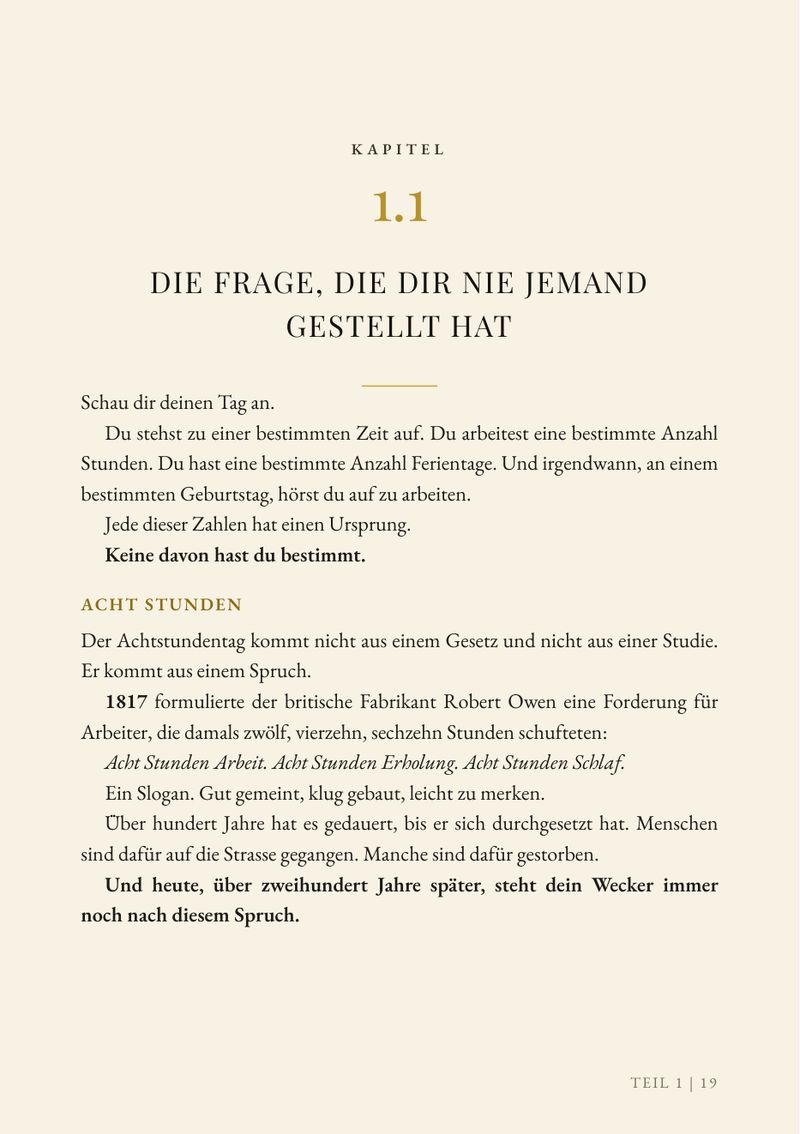 KAPITEL
1.1
DIE FRAGE, DIE DIR NIE JEMAND
GESTELLT HAT
Schau dir deinen Tag an.
Du stehst zu einer bestimmten Zeit auf. Du arbeitest eine bestimmte Anzahl
Stunden. Du hast eine bestimmte Anzahl Ferientage. Und irgendwann, an einem
bestimmten Geburtstag, hörst du auf zu arbeiten.
Jede dieser Zahlen hat einen Ursprung.
Keine davon hast du bestimmt.
ACHT STUNDEN
Der Achtstundentag kommt nicht aus einem Gesetz und nicht aus einer Studie.
Er kommt aus einem Spruch.
1817 formulierte der britische Fabrikant Robert Owen eine Forderung für
Arbeiter, die damals zwölf, vierzehn, sechzehn Stunden schufteten:
Acht Stunden Arbeit. Acht Stunden Erholung. Acht Stunden Schlaf.
Ein Slogan. Gut gemeint, klug gebaut, leicht zu merken.
Über hundert Jahre hat es gedauert, bis er sich durchgesetzt hat. Menschen
sind dafür auf die Strasse gegangen. Manche sind dafür gestorben.
Und heute, über zweihundert Jahre später, steht dein Wecker immer
noch nach diesem Spruch.
TEIL 1 | 19